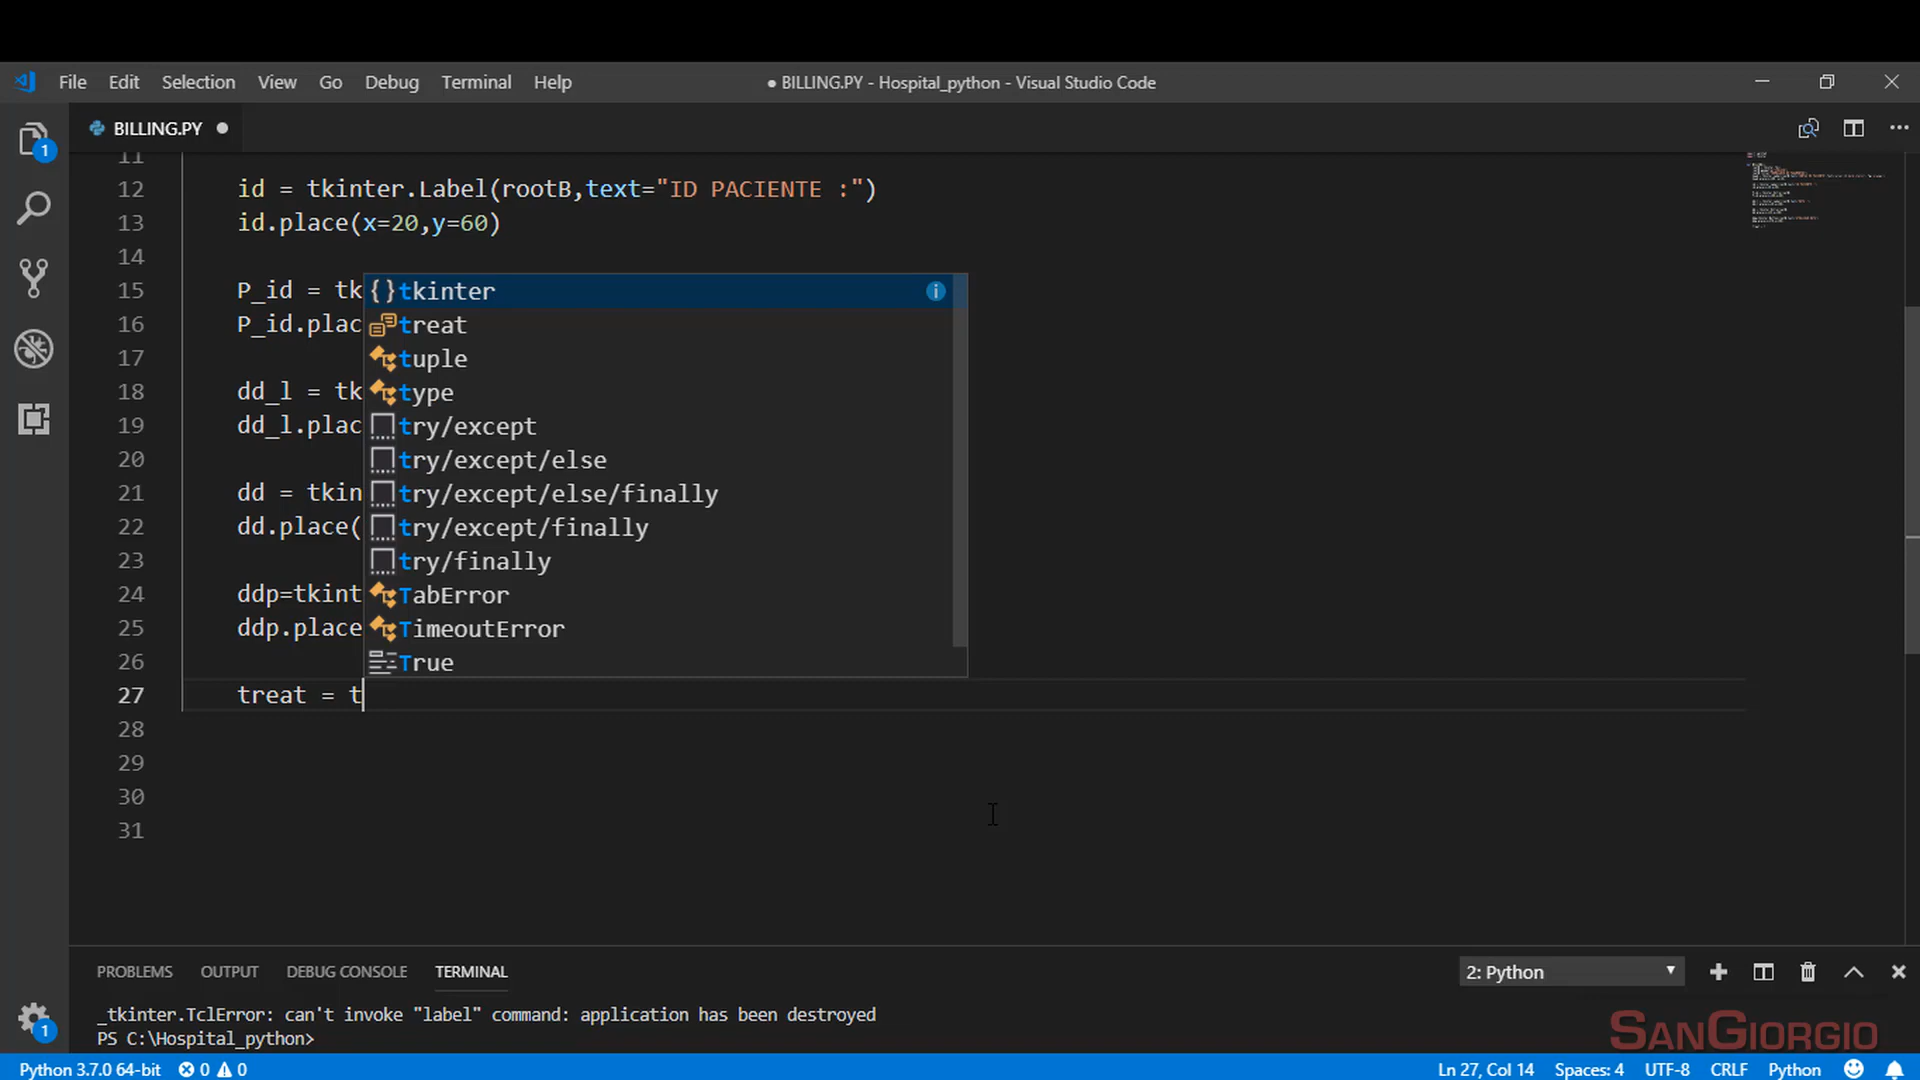 File Edit Selection View Go Debug Terminal Help
● BILLING.PY - Hospital_python - Visual Studio Code
BILLING.PY ●
1
11
12 id = tkinter.Label(rootB,text="ID PACIENTE :")
13 id.place(x=20,y=60)
14
15 P_id = tk
16 P_id.plac
17
18 dd_l = tk
19 dd_l.plac
20
21 dd = tkin
22 dd.place(
23
24 ddp=tkint
25 ddp.place
26
27 treat = t
28
29
30
31
tkinter
treat
tuple
type
try/except
try/except/else
try/except/else/finally
try/except/finally
try/finally
TabError
TimeoutError
True
PROBLEMS OUTPUT DEBUG CONSOLE TERMINAL
2: Python
_tkinter.TclError: can't invoke "label" command: application has been destroyed
PS C:\Hospital_python>
1
SANGIORGIO
Python 3.7.0 64-bit 0 0
Ln 27, Col 14 Spaces: 4 UTF-8 CRLF Python